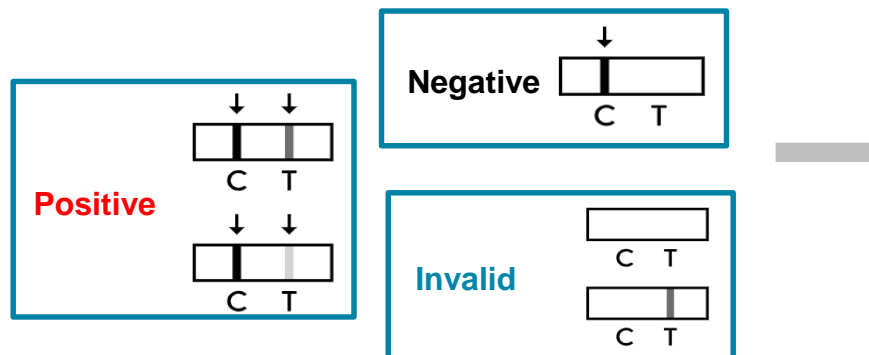 Positive
C T
C T
Negative
C T
Invalid
C T
C T